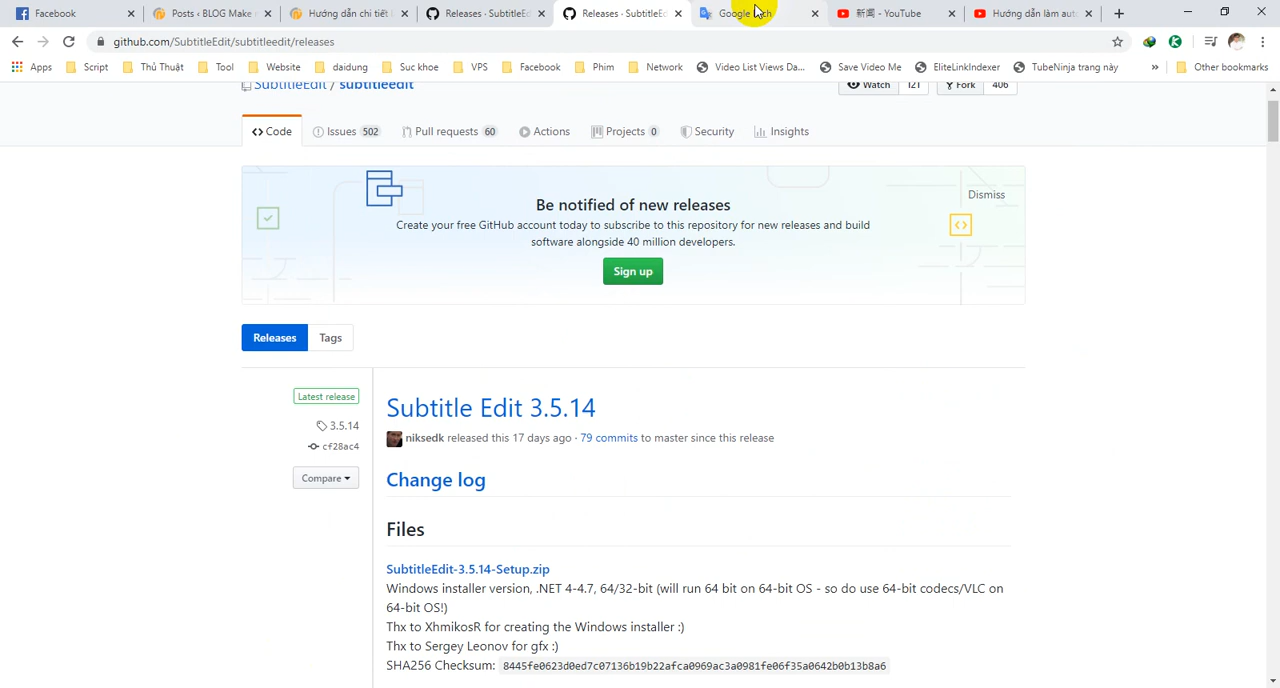 Facebook
Posts ‹ BLOG Make
Hướng dẫn chi tiết
Releases · SubtitleEd
Releases · SubtitleEd
Google
ch
新闻 - YouTube
Hướng dẫn làm aut
github.com/SubtitleEdit/subtitleedit/releases
Apps
Script
Thủ Thuật
Tool
Website
daidung
Suc khoe
VPS
Facebook
Phim
Network
Video List Views Da...
Save Video Me
EliteLinkIndexer
TubeNinja trang này
»
Other bookmarks
SubtitleEdit / subtitleedit
Watch 121
Fork 406
Code
Issues 502
Pull requests 60
Actions
Projects 0
Security
Insights
Be notified of new releases
Dismiss
Create your free GitHub account today to subscribe to this repository for new releases and build
software alongside 40 million developers.
Sign up
Releases
Tags
Latest release
3.5.14
cf28ac4
Compare
Subtitle Edit 3.5.14
niksedk released this 17 days ago · 79 commits to master since this release
Change log
Files
SubtitleEdit-3.5.14-Setup.zip
Windows installer version, .NET 4-4.7, 64/32-bit (will run 64 bit on 64-bit OS - so do use 64-bit codecs/VLC on
64-bit OS!)
Thx to XhmikosR for creating the Windows installer :)
Thx to Sergey Leonov for gfx :)
SHA256 Checksum: 8445fe0623d0ed7c07136b19b22afca0969ac3a0981fe06f35a0642b0b13b8a6